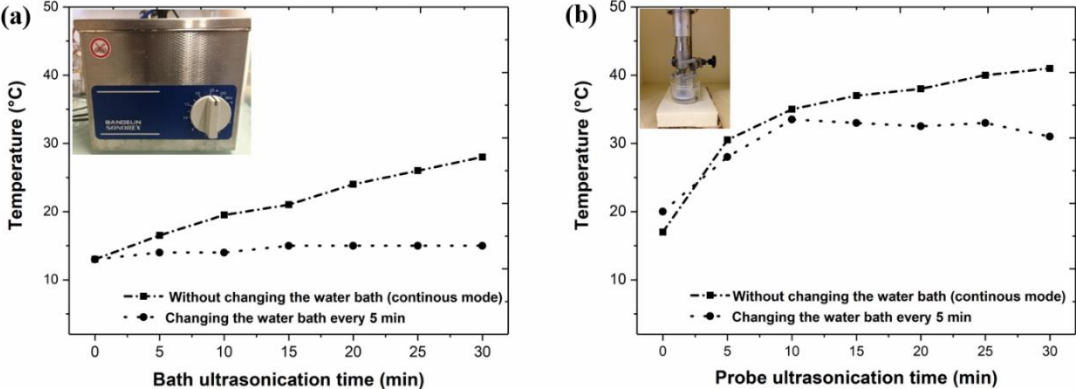 (a)
50
40
30
20
10
Temperature (°C)
BANDELIN
SONOREX
Without changing the water bath (continous mode)
Changing the water bath every 5 min
0 5 10 15 20 25 30
Bath ultrasonication time (min)
(b)
50
40
30
20
10
0
Temperature (°C)
Without changing the water bath (continous mode)
Changing the water bath every 5 min
0 5 10 15 20 25 30
Probe ultrasonication time (min)